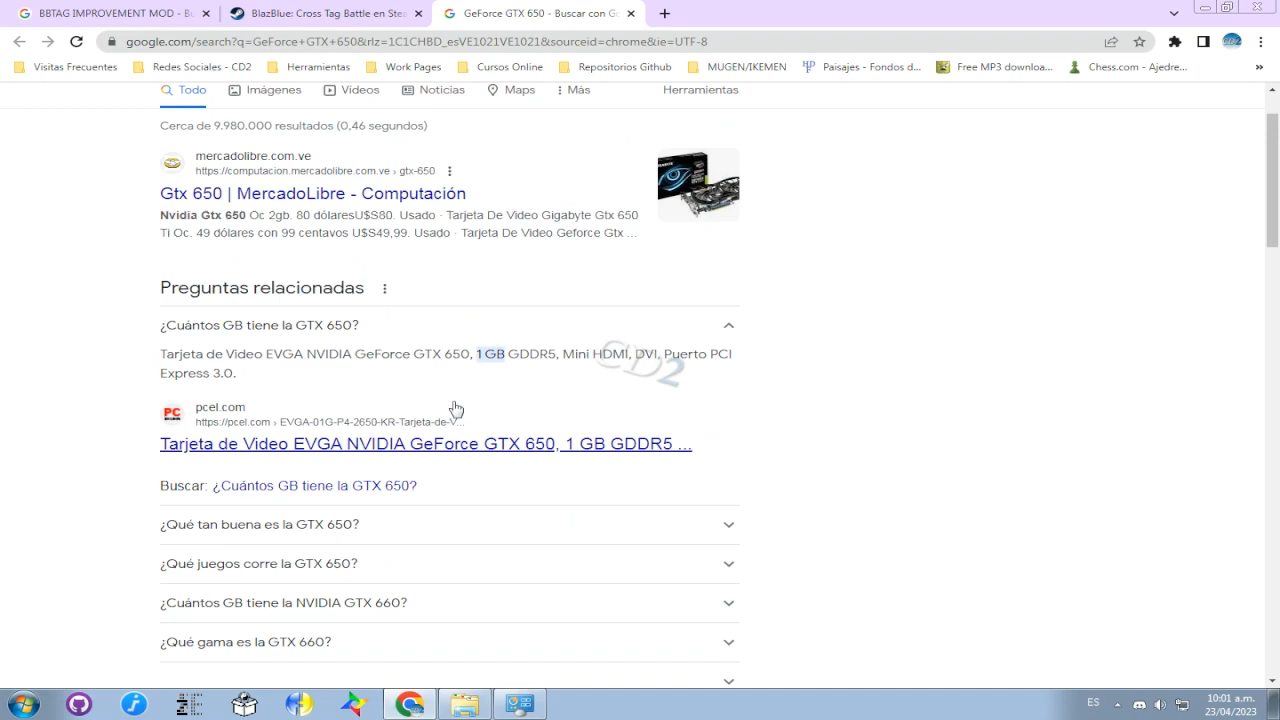 BBTAG IMPROVEMENT MOD - Bu
BlazBlue: Cross Tag Battle en Stea
GeForce GTX 650 - Buscar con Go
google.com/search?q=GeForce+GTX+650&rlz=1C1CHBD_esVE1021VE1021&sourceid=chrome&ie=UTF-8
Visitas Frecuentes
Redes Sociales - CD2
Herramientas
Work Pages
Cursos Online
Repositorios Github
MUGEN/IKEMEN
Paisajes - Fondos d...
Free MP3 downloa...
Chess.com - Ajedre...
Todo
Imágenes
Vídeos
Noticias
Maps
Más
Herramientas
Cerca de 9.980.000 resultados (0,46 segundos)
mercadolibre.com.ve
https://computacion.mercadolibre.com.ve › gtx-650
Gtx 650 | MercadoLibre - Computación
Nvidia Gtx 650 Oc 2gb. 80 dólaresU$S80. Usado · Tarjeta De Video Gigabyte Gtx 650
Ti Oc. 49 dólares con 99 centavos U$S49,99. Usado · Tarjeta De Video Geforce Gtx ...
Preguntas relacionadas
¿Cuántos GB tiene la GTX 650?
Tarjeta de Video EVGA NVIDIA GeForce GTX 650, 1 GB GDDR5, Mini HDMI, DVI, Puerto PCI
Express 3.0.
CD2
PC
pcel.com
https://pcel.com › EVGA-01G-P4-2650-KR-Tarjeta-de-V...
Tarjeta de Video EVGA NVIDIA GeForce GTX 650, 1 GB GDDR5 ...
Buscar: ¿Cuántos GB tiene la GTX 650?
¿Qué tan buena es la GTX 650?
¿Qué juegos corre la GTX 650?
¿Cuántos GB tiene la NVIDIA GTX 660?
¿Qué gama es la GTX 660?
ES
10:01 a.m.
23/04/2023